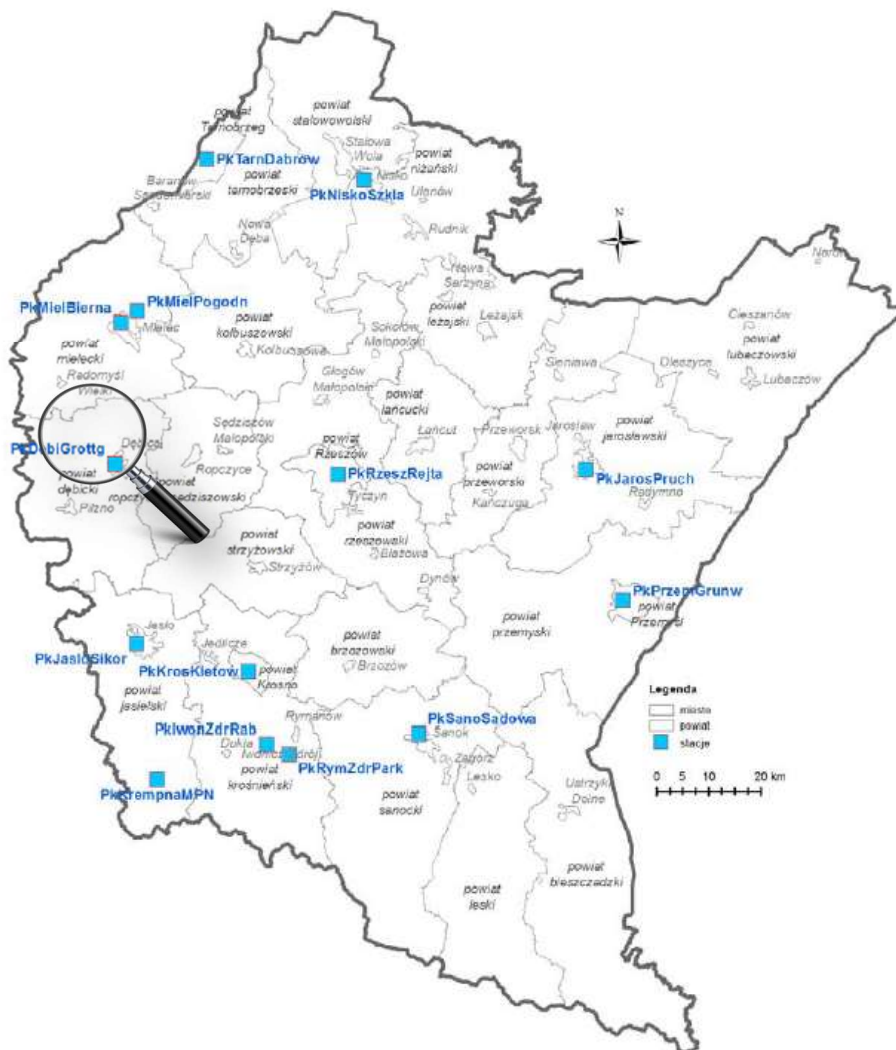 powiat
Tarnobrzeg
powiat
stalowowolski
Stalowa
Wola
powiat
niżański
PkTarnDabrow
Nisko
PkNiskoSzkla
Ulanów
Baranów
Sandomierski
powiat
tarnobrzeski
Nowa
Dęba
Rudnik
N
Narol
Nowa
Sarzyna
PkMielBierna
PkMielPogodn
Mielec
powiat
kolbuszowski
Kolbuszowa
powiat
leżajski
Leżajsk
Sokołów
Małopolski
Cieszanów
powiat
lubaczowski
Lubaczów
Oleszyce
Sieniawa
powiat
mielecki
Radomyśl
Wielki
Głogów
Małopolski
powiat
łańcucki
Sędziszów
Małopolski
Łańcut
Przeworsk
Jarosław
powiat
jarosławski
Dębica
Ropczyce
powiat
Rzeszów
PkRzeszRejta
powiat
przeworski
Kańczuga
PkJarosPruch
Radymno
powiat
dębicki
Pilzno
powiat
Tyczyn
powiat
rzeszowski
Błażowa
powiat
strzyżowski
Strzyżów
Dynów
PkPrzemGrunw
powiat
Przemyśl
powiat
przemyski
Jasło
PkJasloSikor
Jedlicze
powiat
brzozowski
Brzozów
PkKrosKletow
powiat
Krosno
powiat
jasielski
Legenda
miasto
powiat
stacje
0 5 10 20 km
Rymanów
PkIwonZdrRab
Dukla
PkRymZdrPark
powiat
krośnieński
PkSanoSadowa
Sanok
Zagórz
Lesko
powiat
sanocki
PkKrempnaMPN
Ustrzyki
Dolne
powiat
bieszczadzki
powiat
leski